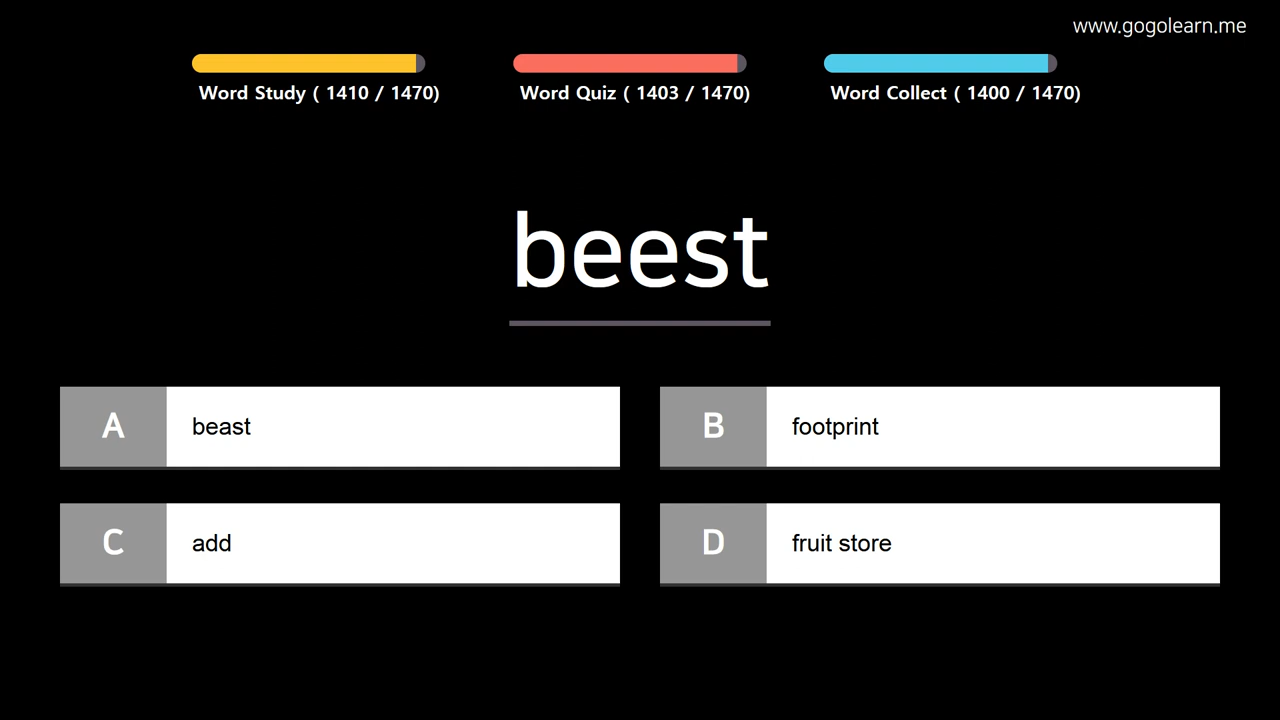 www.gogolearn.me
Word Study ( 1410 / 1470)
Word Quiz ( 1403 / 1470)
Word Collect ( 1400 / 1470)
beest
A beast
B footprint
C add
D fruit store